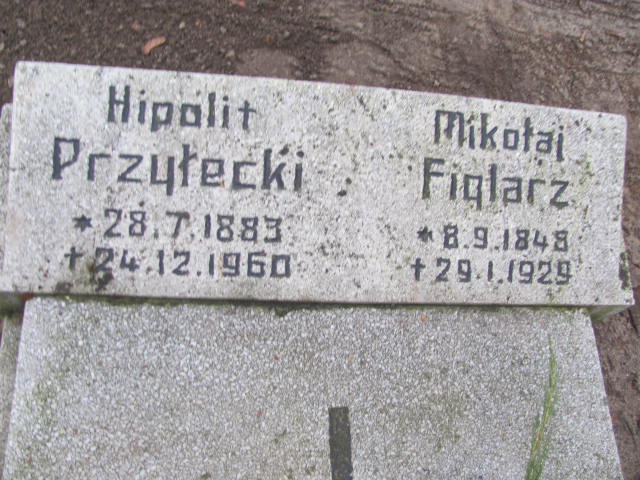 Hipolit
Przyłecki
* 28.7.1883
† 24.12.1960
Mikołaj
Figlarz
* 8.9.1848
† 29.1.1929